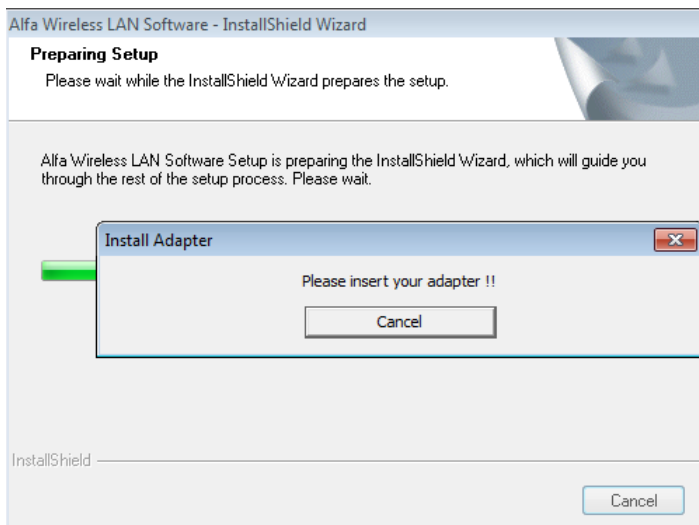 Alfa Wireless LAN Software - InstallShield Wizard
Preparing Setup
Please wait while the InstallShield Wizard prepares the setup.
Alfa Wireless LAN Software Setup is preparing the InstallShield Wizard, which will guide you
through the rest of the setup process. Please wait.
Install Adapter
Please insert your adapter !!
Cancel
InstallShield
Cancel